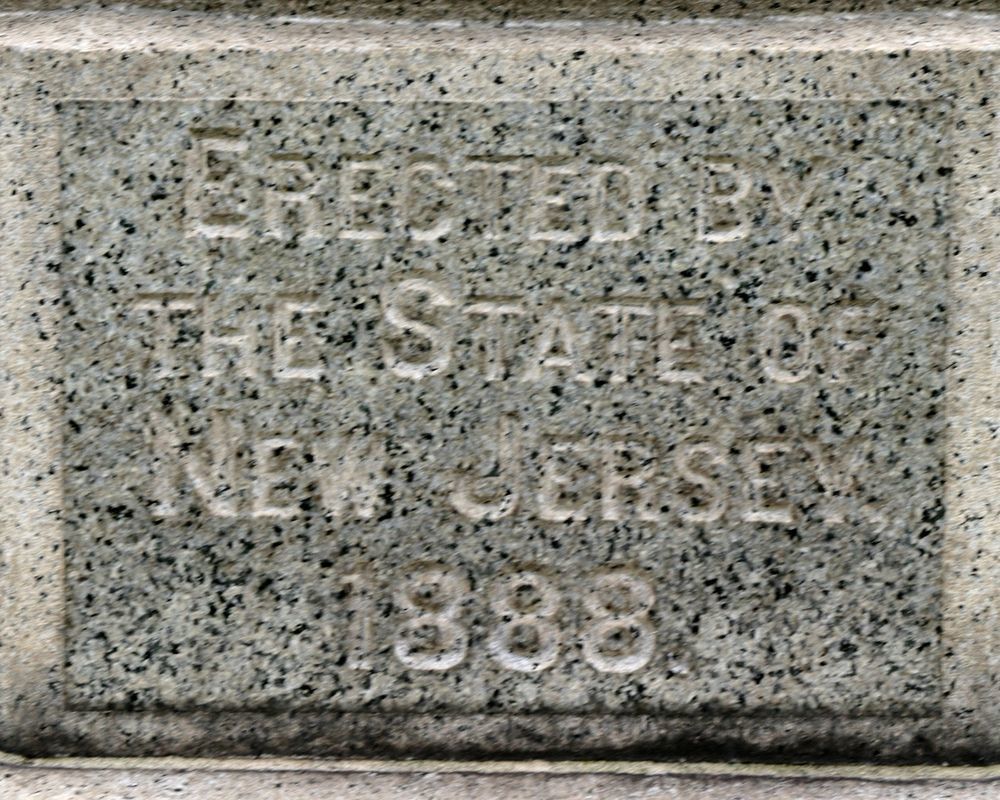 ERECTED BY
THE STATE OF
NEW JERSEY.
1888.